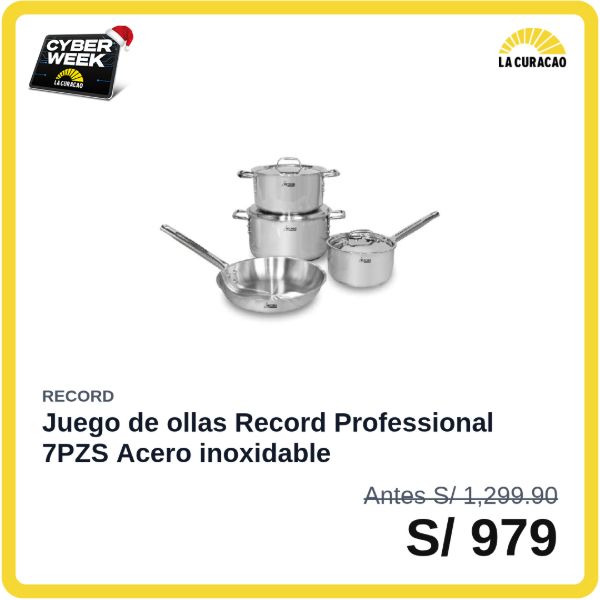 CYBER
WEEK
LA CURACAO
LA CURACAO
RECORD
Juego de ollas Record Professional
7PZS Acero inoxidable
Antes S/ 1,299.90
S/ 979